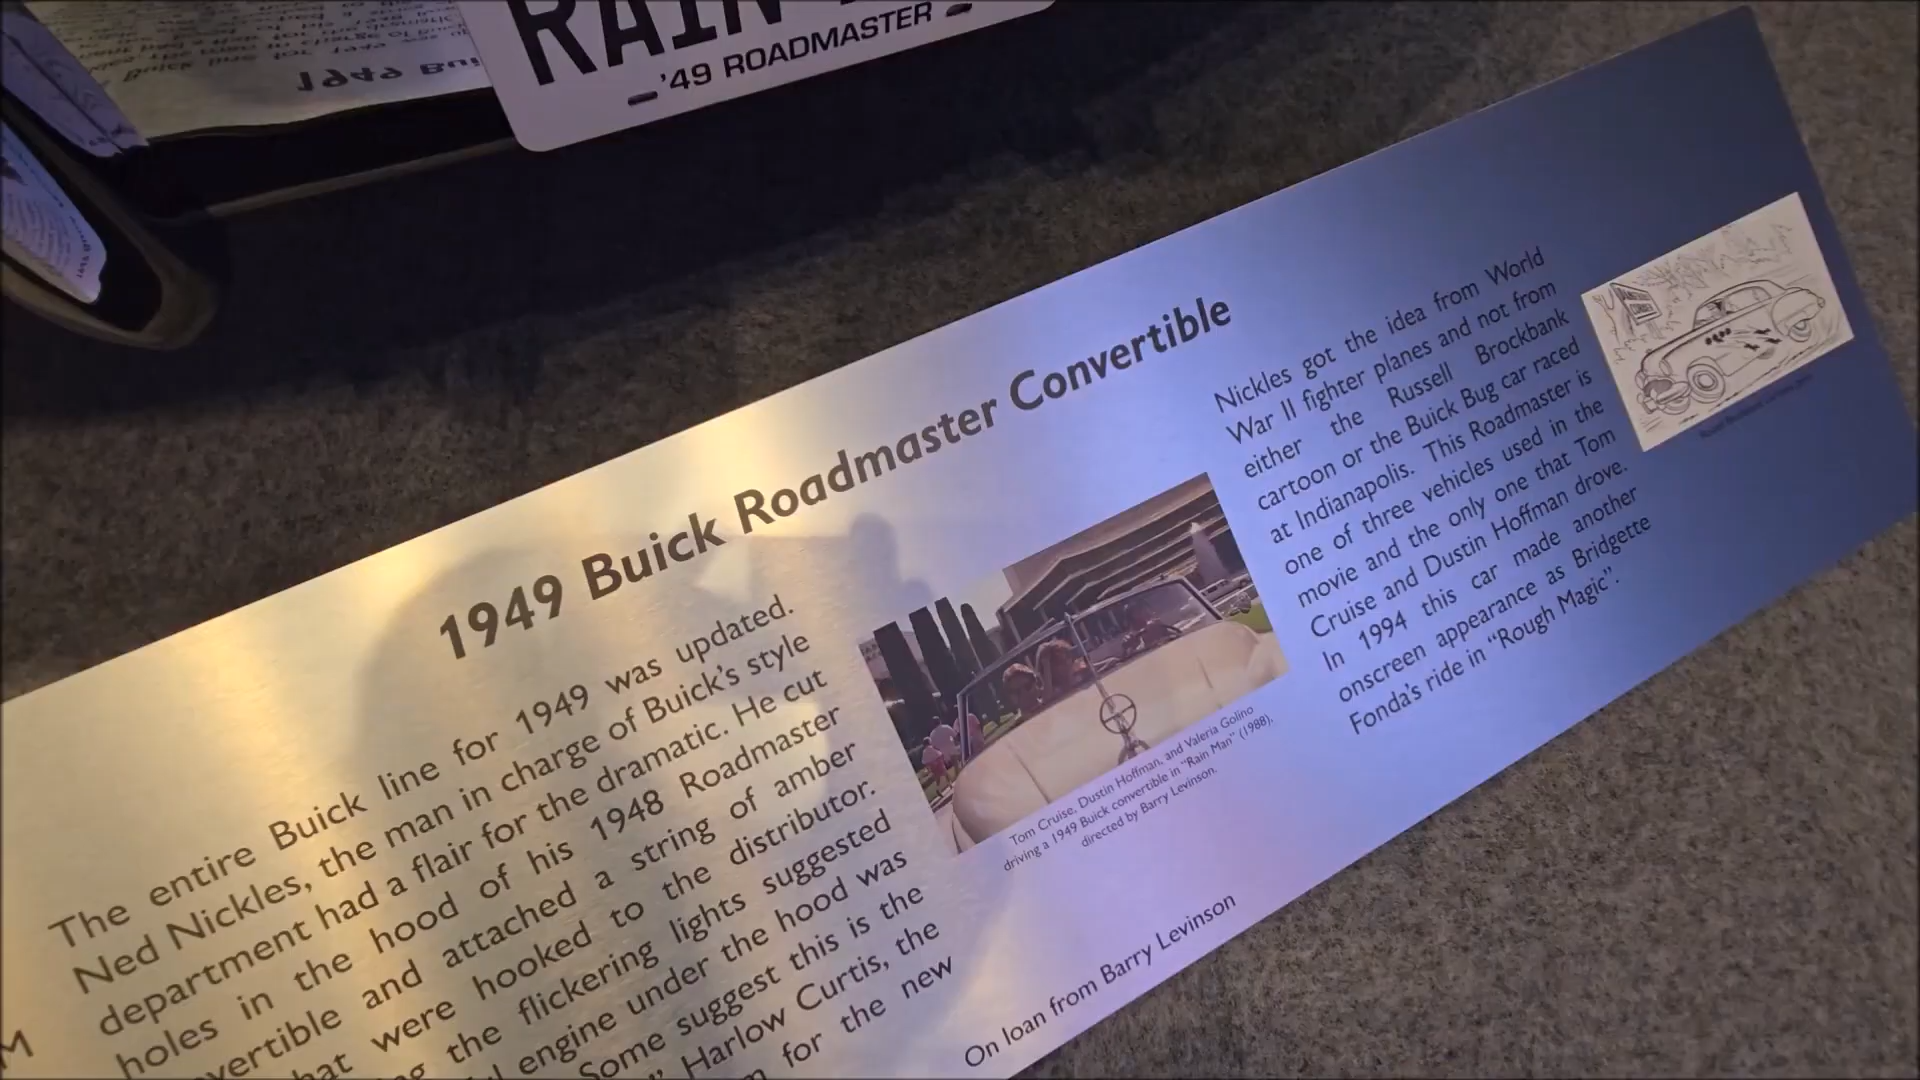 RAIN
'49 ROADMASTER
1949 Buick Roadmaster Convertible
The entire Buick line for 1949 was updated.
Ned Nickles, the man in charge of Buick's style
department had a flair for the dramatic. He cut
holes in the hood of his 1948 Roadmaster
and attached a string of amber
were hooked to the distributor.
the flickering lights suggested
engine under the hood was
Some suggest this is the
Harlow Curtis, the
for the new
Tom Cruise, Dustin Hoffman, and Valeria Golino
driving a 1949 Buick convertible in "Rain Man" (1988),
directed by Barry Levinson.
On loan from Barry Levinson
Nickles got the idea from World
War II fighter planes and not from
either the Russell Brockbank
cartoon or the Buick Bug car raced
at Indianapolis. This Roadmaster is
one of three vehicles used in the
movie and the only one that Tom
Cruise and Dustin Hoffman drove.
In 1994 this car made another
onscreen appearance as Bridgette
Fonda's ride in "Rough Magic".